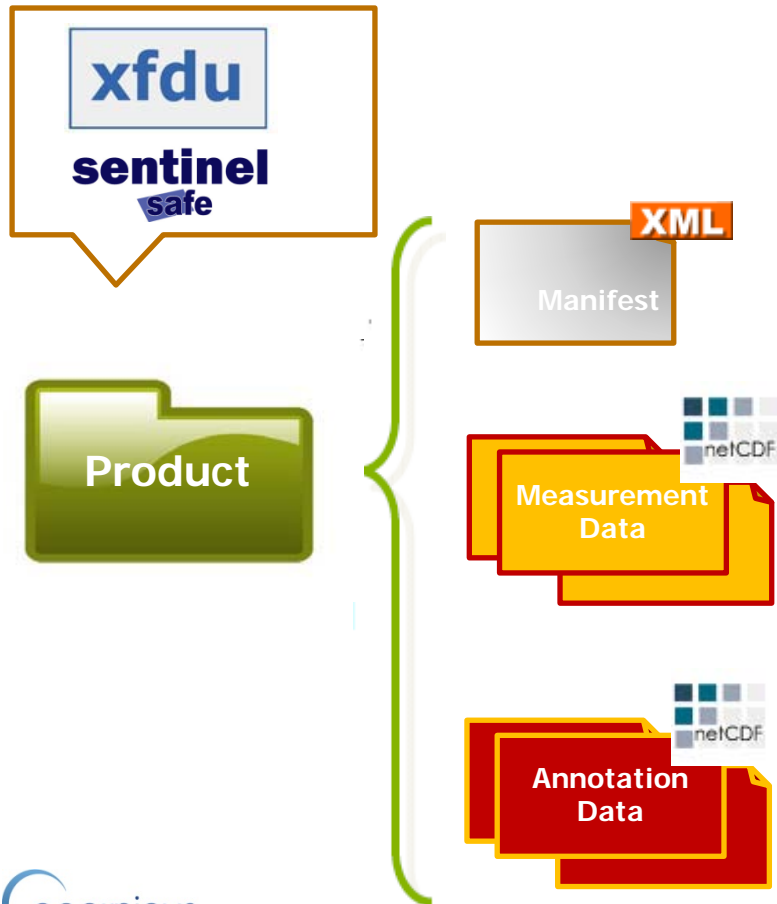 xfdu
sentinel
safe
XML
Manifest
Product
netCDF
Measurement
Data
netCDF
Annotation
Data